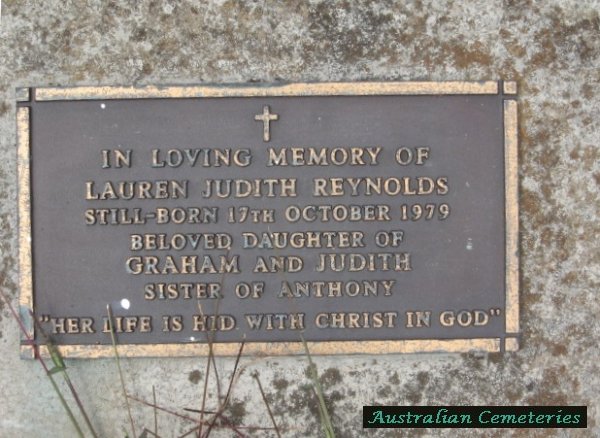 IN LOVING MEMORY OF
LAUREN JUDITH REYNOLDS
STILL-BORN 17TH OCTOBER 1979
BELOVED DAUGHTER OF
GRAHAM AND JUDITH
SISTER OF ANTHONY
"HER LIFE IS HID WITH CHRIST IN GOD"
Australian Cemeteries